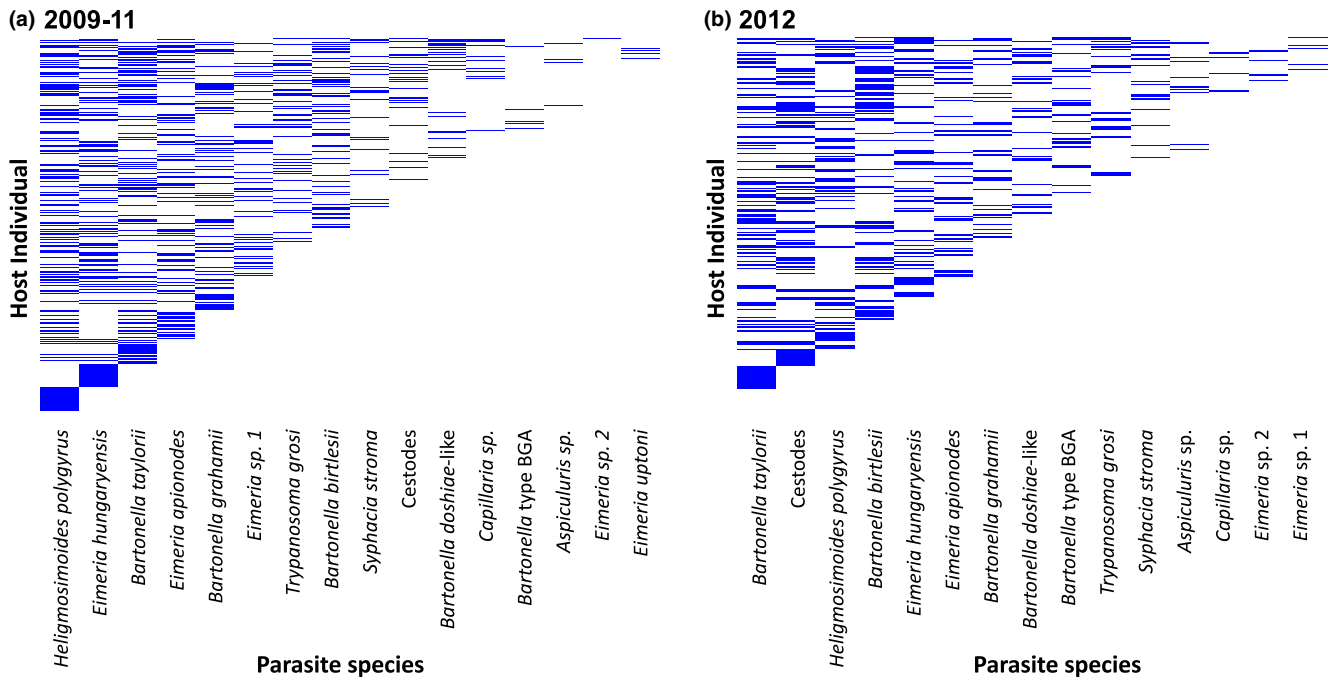 (a) 2009-11
Host Individual
Heligmosimoides polygyrus
Eimeria hungaryensis
Bartonella taylorii
Eimeria apionodes
Bartonella grahamii
Eimeria sp. 1
Trypanosoma grosi
Bartonella birtlesii
Syphacia stroma
Cestodes
Bartonella doshiae-like
Capillaria sp.
Bartonella type BGA
Aspiculuris sp.
Eimeria sp. 2
Eimeria uptoni
Parasite species
(b) 2012
Host Individual
Bartonella taylorii
Cestodes
Heligmosimoides polygyrus
Bartonella birtlesii
Eimeria hungaryensis
Eimeria apionodes
Bartonella grahamii
Bartonella doshiae-like
Bartonella type BGA
Trypanosoma grosi
Syphacia stroma
Aspiculuris sp.
Capillaria sp.
Eimeria sp. 2
Eimeria sp. 1
Parasite species